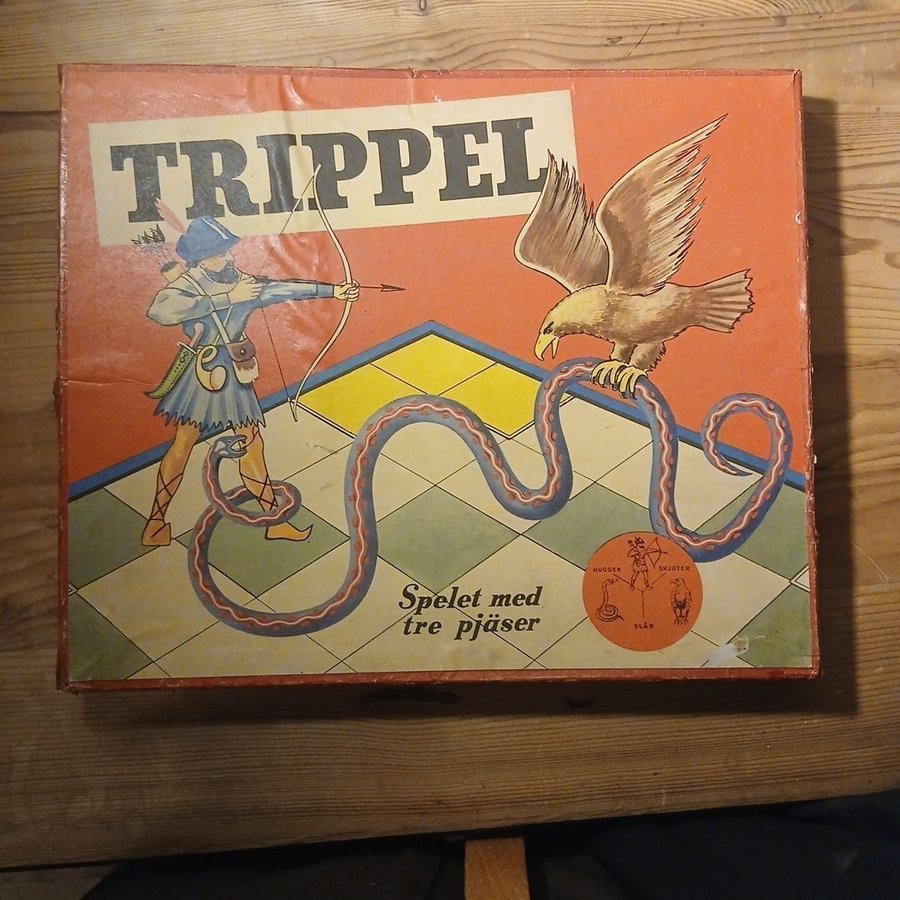 TRIPPEL
Spelet med
tre pjäser
HUGGER SKJUTER
SLÅR